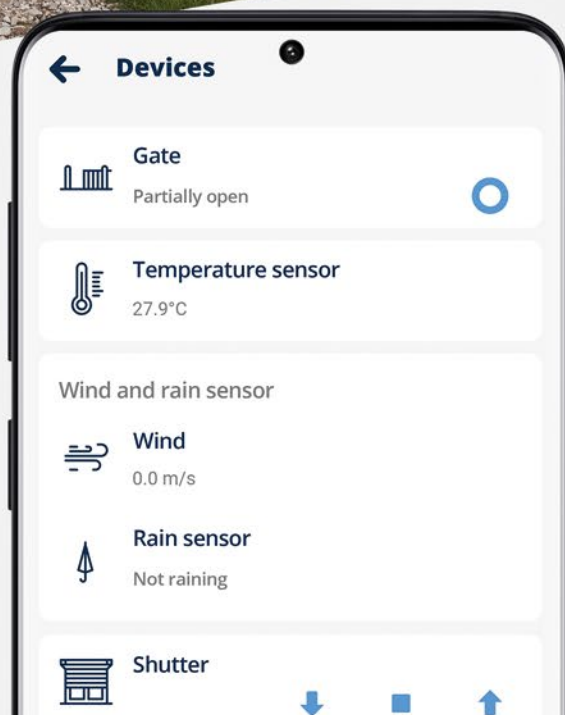 Devices
Gate
Partially open
Temperature sensor
27.9°C
Wind and rain sensor
Wind
0.0 m/s
Rain sensor
Not raining
Shutter